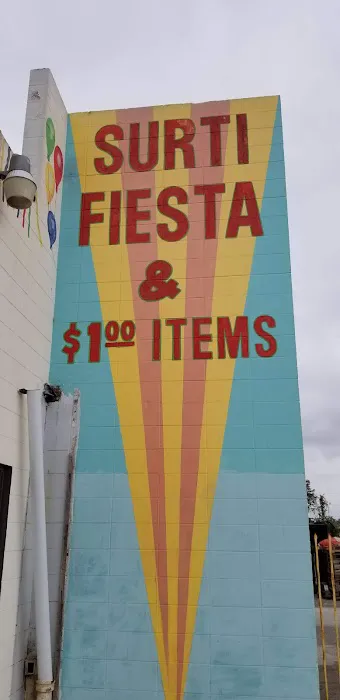 SURTI
FIESTA
&
$1.00 ITEMS